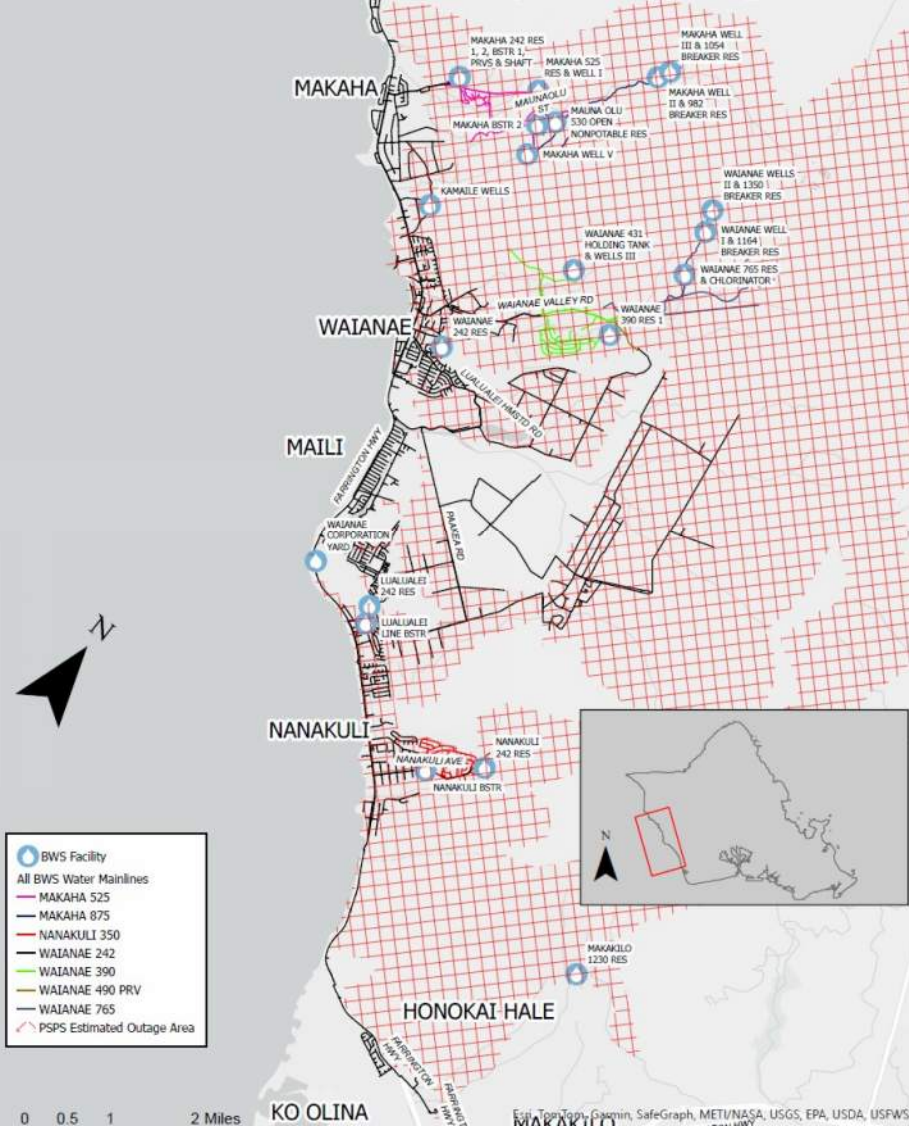 MAKAHA 242 RES
1, 2, BSTR 1,
PRVS & SHAFT
MAKAHA 525
RES & WELL I
MAKAHA WELL
III & 1054
BREAKER RES
MAKAHA
MAUNAOLU
ST
MAKAHA WELL
II & 982
BREAKER RES
MAKAHA BSTR 2
MAUNA OLU
530 OPEN
NONPOTABLE RES
MAKAHA WELL V
KAMAILE WELLS
WAIANAE WELLS
II & 1350
BREAKER RES
WAIANAE WELL
I & 1164
BREAKER RES
WAIANAE 431
HOLDING TANK
& WELLS III
WAIANAE 765 RES
& CHLORINATOR
WAIANAE VALLEY RD
WAIANAE
WAIANAE
242 RES
WAIANAE
390 RES 1
LUALUALEI HMSTD RD
MAILI
FARRINGTON HWY
PAAKEA RD
WAIANAE
CORPORATION
YARD
LUALUALEI
242 RES
LUALUALEI
LINE BSTR
N
NANAKULI
NANAKULI AVE
NANAKULI
242 RES
NANAKULI BSTR
N
BWS Facility
All BWS Water Mainlines
MAKAHA 525
MAKAHA 875
NANAKULI 350
WAIANAE 242
WAIANAE 390
WAIANAE 490 PRV
WAIANAE 765
PSPS Estimated Outage Area
MAKAKILO
1230 RES
HONOKAI HALE
FARRINGTON
HWY
KO OLINA
0 0.5 1 2 Miles
Esri, TomTom, Garmin, SafeGraph, METI/NASA, USGS, EPA, USDA, USFWS
MAKAKILO